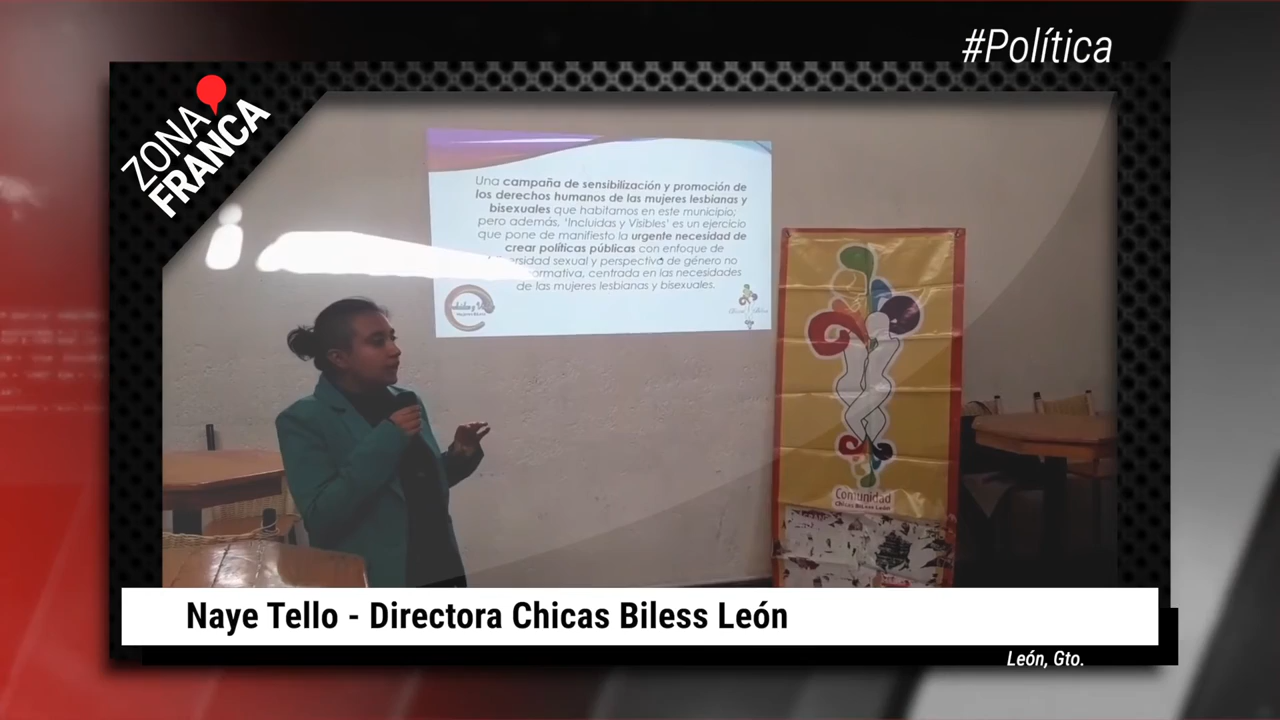 #Política
ZONA
FRANCA
Una campaña de sensibilización y promoción de
los derechos humanos de las mujeres lesbianas y
bisexuales que habitamos en este municipio;
pero además, 'Incluidas y Visibles' es un ejercicio
que pone de manifiesto la urgente necesidad de
crear políticas públicas con enfoque de
sexual y perspectiva de género no
centrada en las necesidades
de las mujeres lesbianas y bisexuales.
Comunidad
Chicas Biless León
Naye Tello - Directora Chicas Biless León
León, Gto.